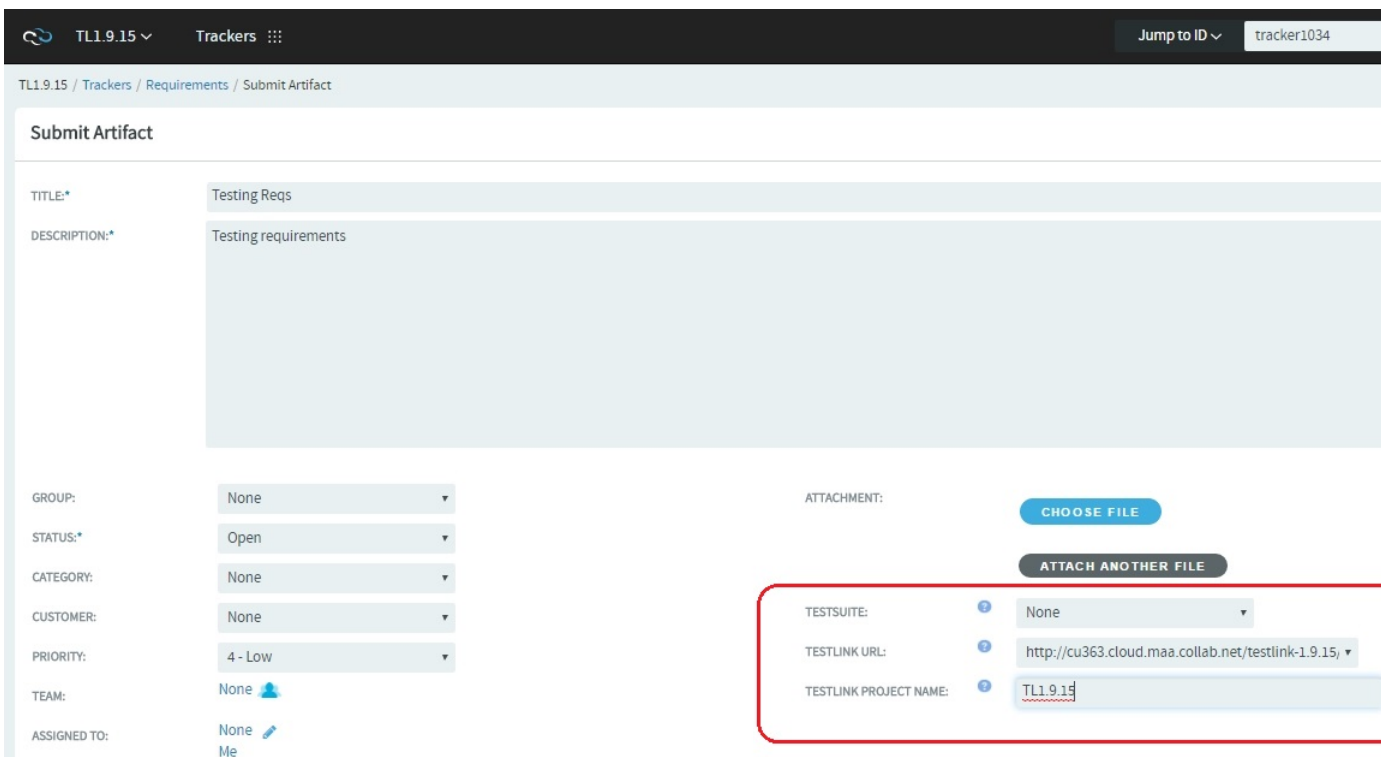 TL1.9.15 Trackers Jump to ID tracker1034
TL1.9.15 / Trackers / Requirements / Submit Artifact
Submit Artifact
TITLE:* Testing Reqs
DESCRIPTION:* Testing requirements
GROUP: None ATTACHMENT:
CHOOSE FILE
STATUS:* Open
ATTACH ANOTHER FILE
CATEGORY: None
TESTSUITE: ? None
CUSTOMER: None
TESTLINK URL: ? http://cu363.cloud.maa.collab.net/testlink-1.9.15/
PRIORITY: 4 - Low
TESTLINK PROJECT NAME: ? TL1.9.15
TEAM: None
ASSIGNED TO: None
Me